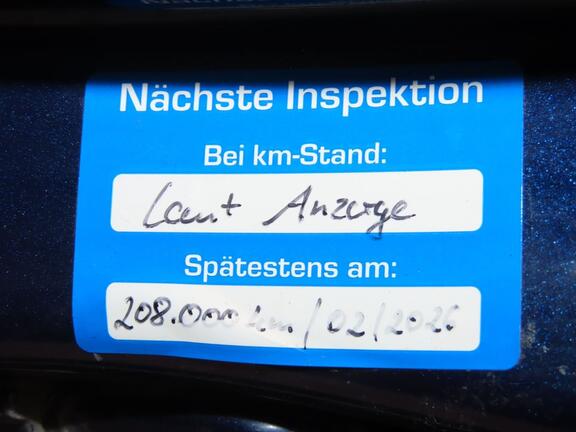 Nächste Inspektion
Bei km-Stand:
Laut Anzeige
Spätestens am:
208.000 km/02/2026